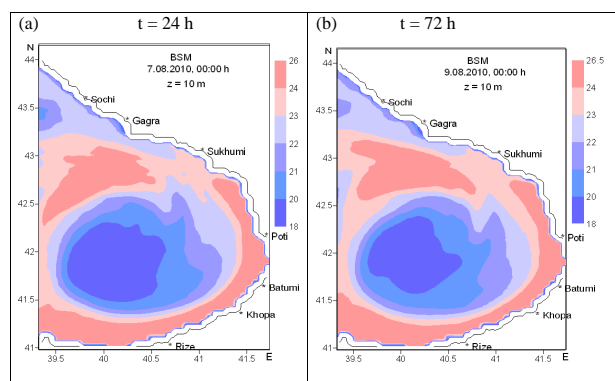 (a) t = 24 h
N
44
43.5
43
42.5
42
41.5
41
39.5 40 40.5 41 41.5 E
BSM
7.08.2010, 00:00 h
z = 10 m
Sochi
Gagra
Sukhumi
Poti
Batumi
Khopa
Rize
26
24
23
22
21
20
18
(b) t = 72 h
N
44
43.5
43
42.5
42
41.5
41
39.5 40 40.5 41 41.5 E
BSM
9.08.2010, 00:00 h
z = 10 m
Sochi
Gagra
Sukhumi
Poti
Batumi
Khopa
Rize
26.5
24
23
22
21
20
18